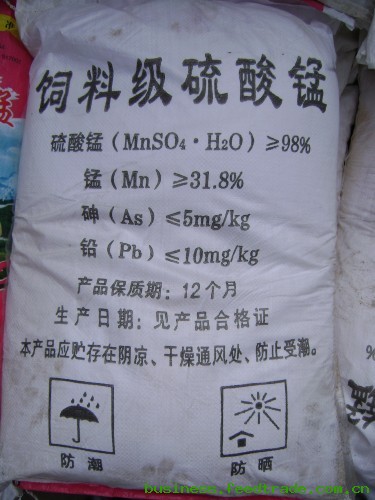 饲料级硫酸锰
硫酸锰（MnSO₄·H₂O）≥98%
锰（Mn）≥31.8%
砷（As）≤5mg/kg
铅（Pb）≤10mg/kg
产品保质期：12个月
生产日期：见产品合格证
本产品应贮存在阴凉、干燥通风处、防止受潮。
防潮
防晒
business.feedtrade.com.cn